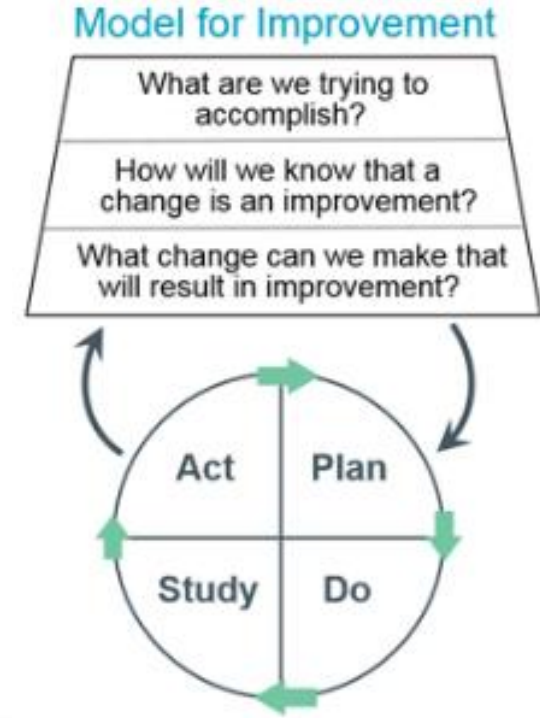 Model for Improvement
What are we trying to
accomplish?
How will we know that a
change is an improvement?
What change can we make that
will result in improvement?
Act
Plan
Study
Do